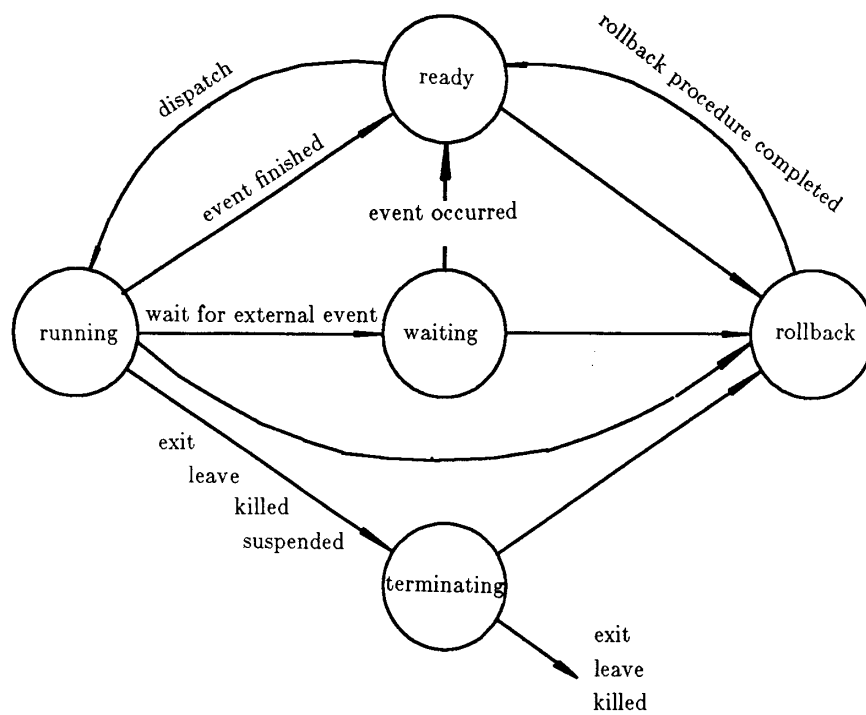 ready
dispatch
rollback procedure completed
event finished
event occurred
running
wait for external event
waiting
rollback
exit
leave
killed
suspended
terminating
exit
leave
killed